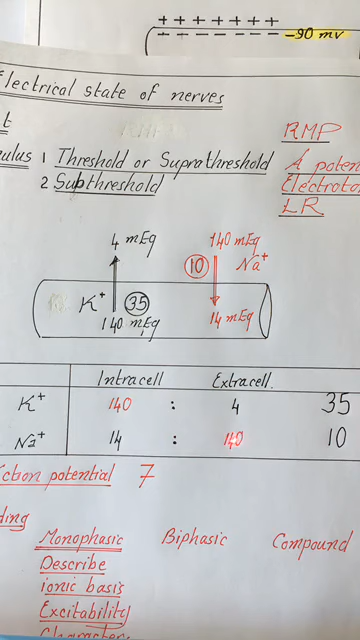 + + + + + + +
− − − − − − − −90 mv
Electrical state of nerves
RMP
1 Threshold or Suprathreshold A poten
2 Subthreshold Electroto
LR
4 mEq 140 mEq
10 Na+
K+ 35
140 mEq 14 mEq
Intracell Extracell.
K+ 140 : 4 35
Na+ 14 : 140 10
ction potential 7
ding
Monophasic Biphasic Compound
Describe
ionic basis
Excitability